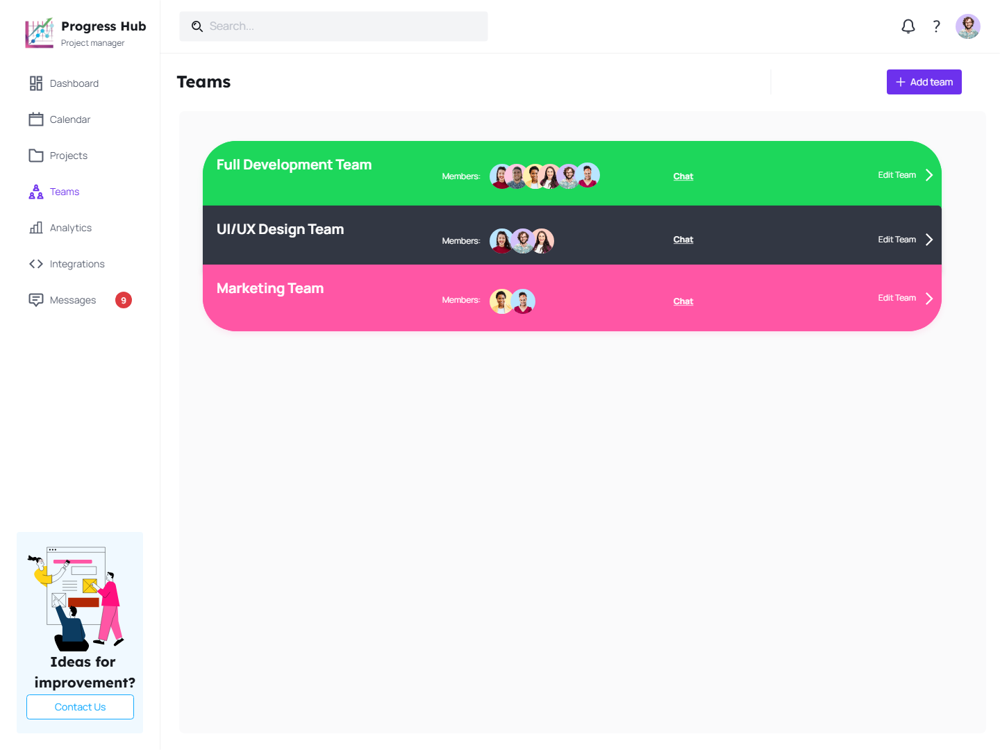 Progress Hub
Project manager
Search...
?
Dashboard
Calendar
Projects
Teams
Analytics
Integrations
Messages
9
Teams
Add team
Full Development Team
Members:
Chat
Edit Team
UI/UX Design Team
Members:
Chat
Edit Team
Marketing Team
Members:
Chat
Edit Team
Ideas for
improvement?
Contact Us